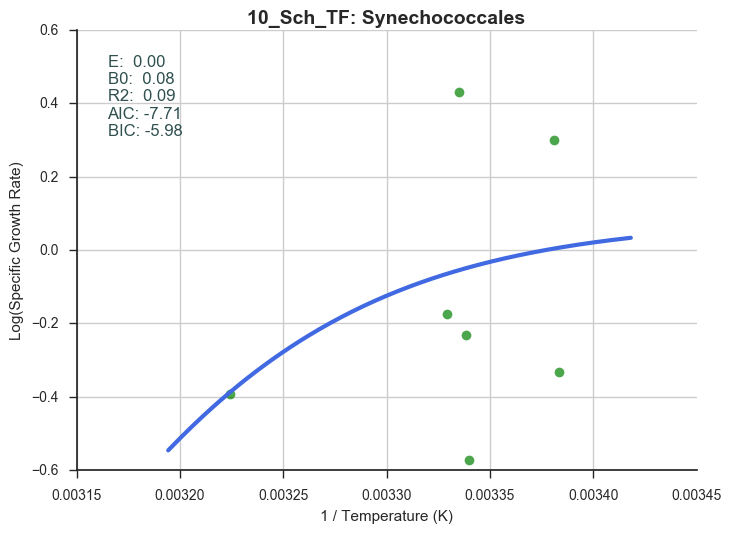 10_Sch_TF: Synechococcales
E: 0.00
B0: 0.08
R2: 0.09
AIC: -7.71
BIC: -5.98
Log(Specific Growth Rate)
0.6
0.4
0.2
0.0
−0.2
−0.4
−0.6
0.00315 0.00320 0.00325 0.00330 0.00335 0.00340 0.00345
1 / Temperature (K)